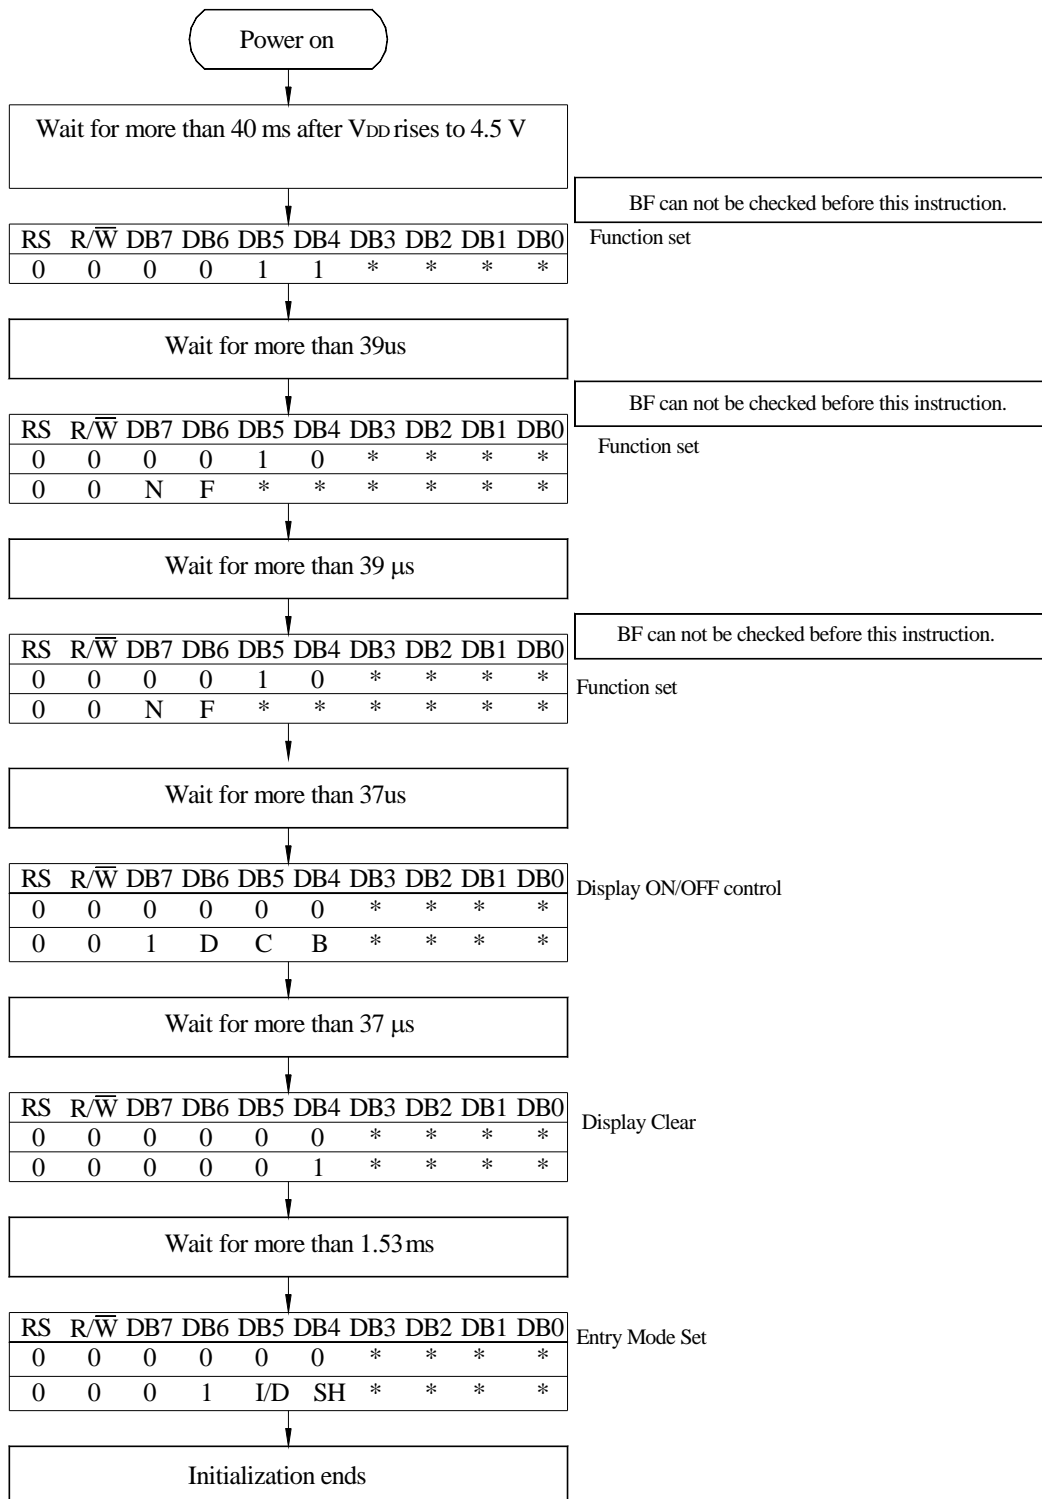 Power on
Wait for more than 40 ms after VDD rises to 4.5 V
BF can not be checked before this instruction.
RS R/W̅ DB7 DB6 DB5 DB4 DB3 DB2 DB1 DB0
Function set
0 0 0 0 1 1 * * * *
Wait for more than 39us
BF can not be checked before this instruction.
RS R/W̅ DB7 DB6 DB5 DB4 DB3 DB2 DB1 DB0
Function set
0 0 0 0 1 0 * * * *
0 0 N F * * * * * *
Wait for more than 39 μs
BF can not be checked before this instruction.
RS R/W̅ DB7 DB6 DB5 DB4 DB3 DB2 DB1 DB0
0 0 0 0 1 0 * * * *
Function set
0 0 N F * * * * * *
Wait for more than 37us
RS R/W̅ DB7 DB6 DB5 DB4 DB3 DB2 DB1 DB0
Display ON/OFF control
0 0 0 0 0 0 * * * *
0 0 1 D C B * * * *
Wait for more than 37 μs
RS R/W̅ DB7 DB6 DB5 DB4 DB3 DB2 DB1 DB0
Display Clear
0 0 0 0 0 0 * * * *
0 0 0 0 0 1 * * * *
Wait for more than 1.53ms
RS R/W̅ DB7 DB6 DB5 DB4 DB3 DB2 DB1 DB0
Entry Mode Set
0 0 0 0 0 0 * * * *
0 0 0 1 I/D SH * * * *
Initialization ends